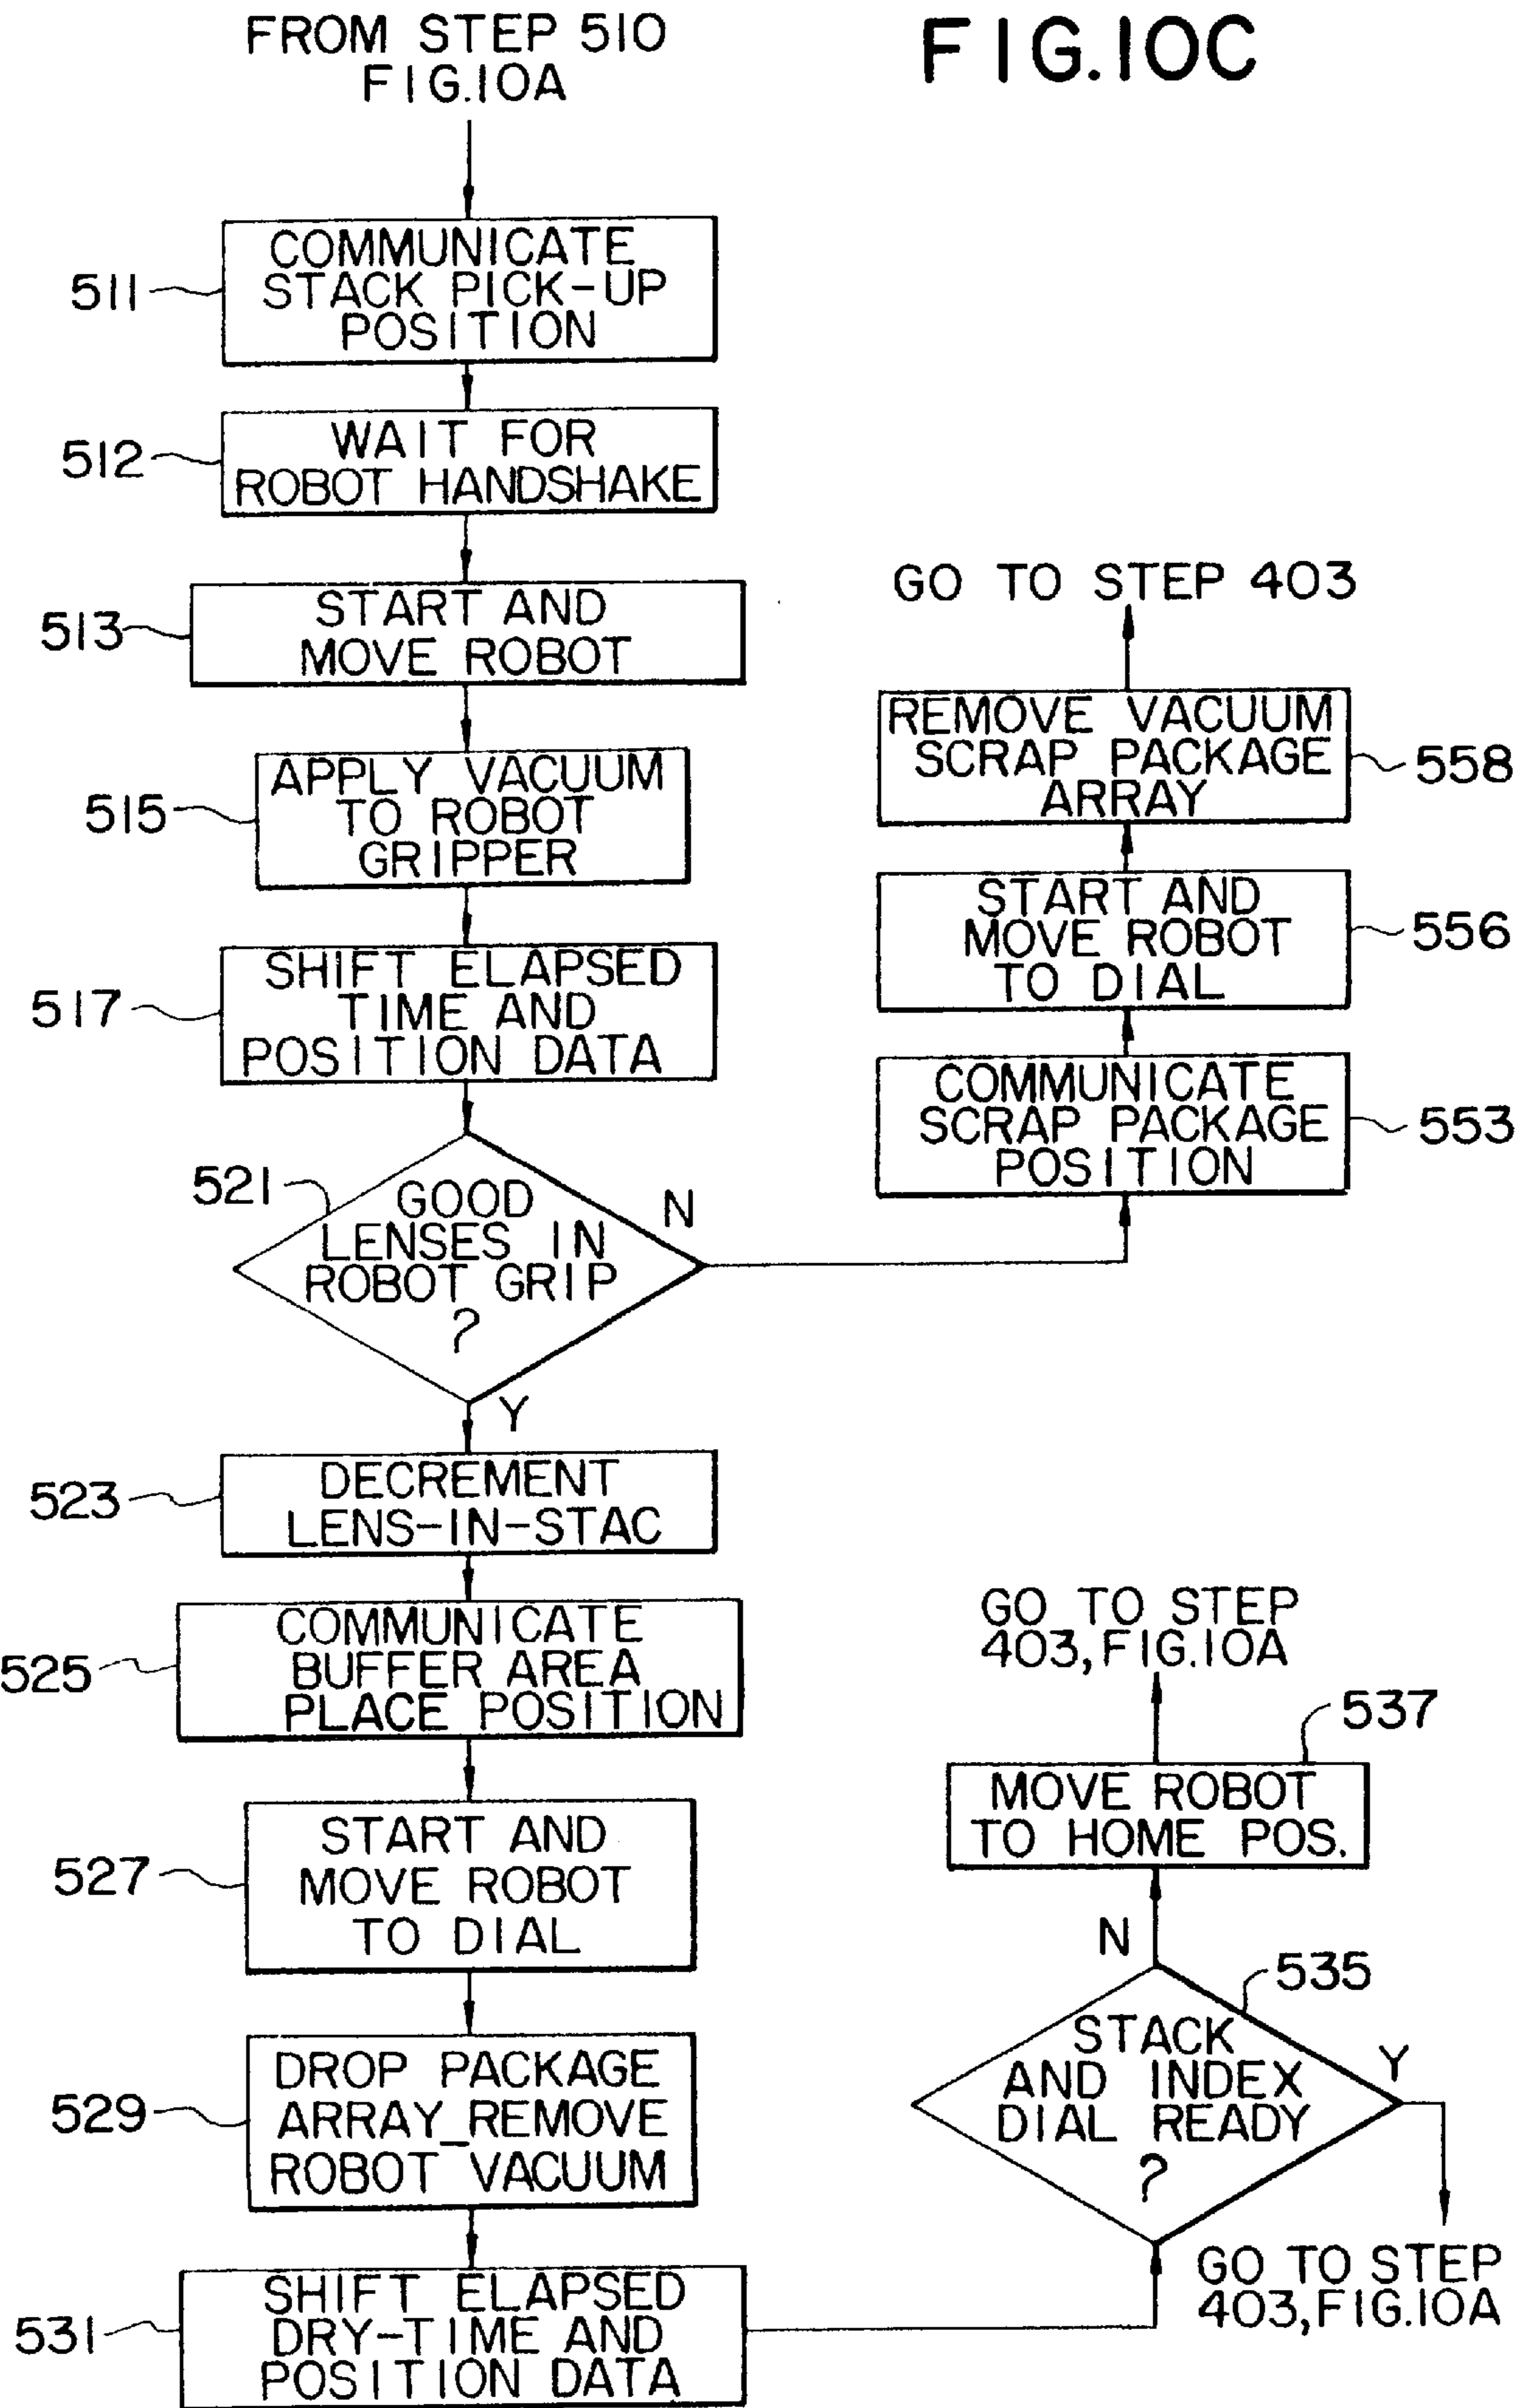 FROM STEP 510
FIG.10A
FIG.10C
511
COMMUNICATE
STACK PICK-UP
POSITION
512
WAIT FOR
ROBOT HANDSHAKE
513
START AND
MOVE ROBOT
515
APPLY VACUUM
TO ROBOT
GRIPPER
517
SHIFT ELAPSED
TIME AND
POSITION DATA
521
GOOD
LENSES IN
ROBOT GRIP
?
N
Y
523
DECREMENT
LENS-IN-STAC
525
COMMUNICATE
BUFFER AREA
PLACE POSITION
527
START AND
MOVE ROBOT
TO DIAL
529
DROP PACKAGE
ARRAY_REMOVE
ROBOT VACUUM
531
SHIFT ELAPSED
DRY-TIME AND
POSITION DATA
GO TO STEP 403
REMOVE VACUUM
SCRAP PACKAGE
ARRAY
558
START AND
MOVE ROBOT
TO DIAL
556
COMMUNICATE
SCRAP PACKAGE
POSITION
553
GO TO STEP
403, FIG.10A
537
MOVE ROBOT
TO HOME POS.
N
535
STACK
AND INDEX
DIAL READY
?
Y
GO TO STEP
403, FIG.10A